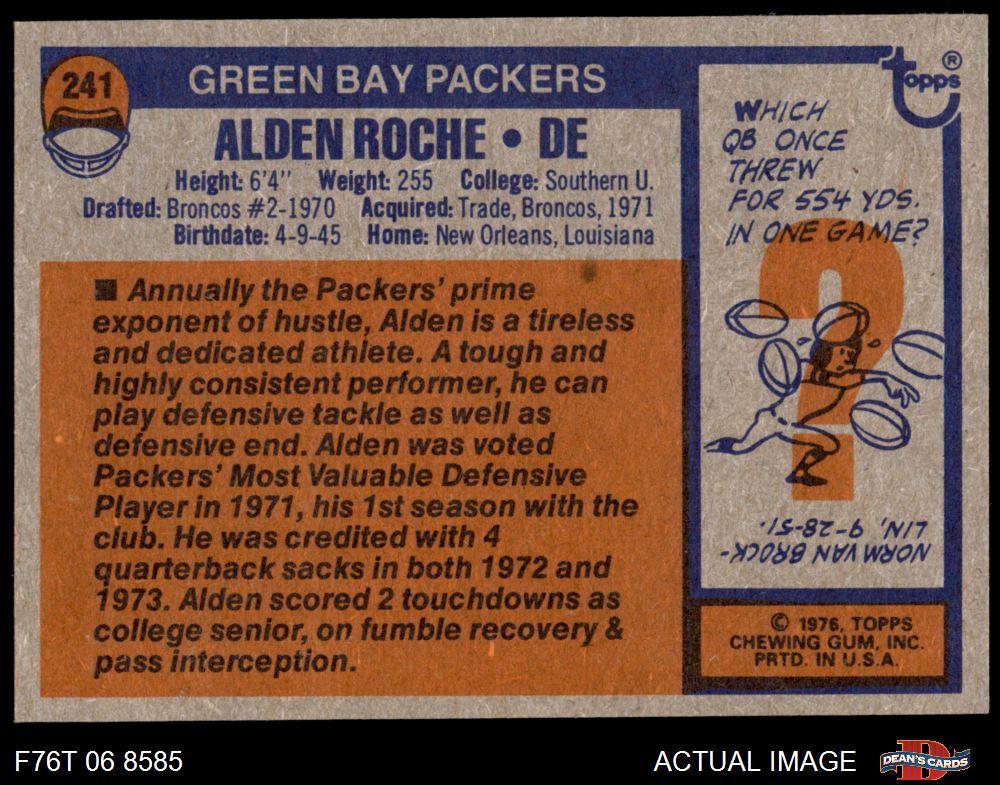 241
GREEN BAY PACKERS
Topps®
ALDEN ROCHE • DE
Height: 6'4" Weight: 255 College: Southern U.
Drafted: Broncos #2-1970 Acquired: Trade, Broncos, 1971
Birthdate: 4-9-45 Home: New Orleans, Louisiana
■ Annually the Packers' prime
exponent of hustle, Alden is a tireless
and dedicated athlete. A tough and
highly consistent performer, he can
play defensive tackle as well as
defensive end. Alden was voted
Packers' Most Valuable Defensive
Player in 1971, his 1st season with the
club. He was credited with 4
quarterback sacks in both 1972 and
1973. Alden scored 2 touchdowns as
college senior, on fumble recovery &
pass interception.
WHICH
QB ONCE
THREW
FOR 554 YDS.
IN ONE GAME?
?
NORM VAN BROCK-
LIN, 9-28-51.
© 1976, TOPPS
CHEWING GUM, INC.
PRTD. IN U.S.A.
F76T 06 8585
ACTUAL IMAGE
D
DEAN'S CARDS